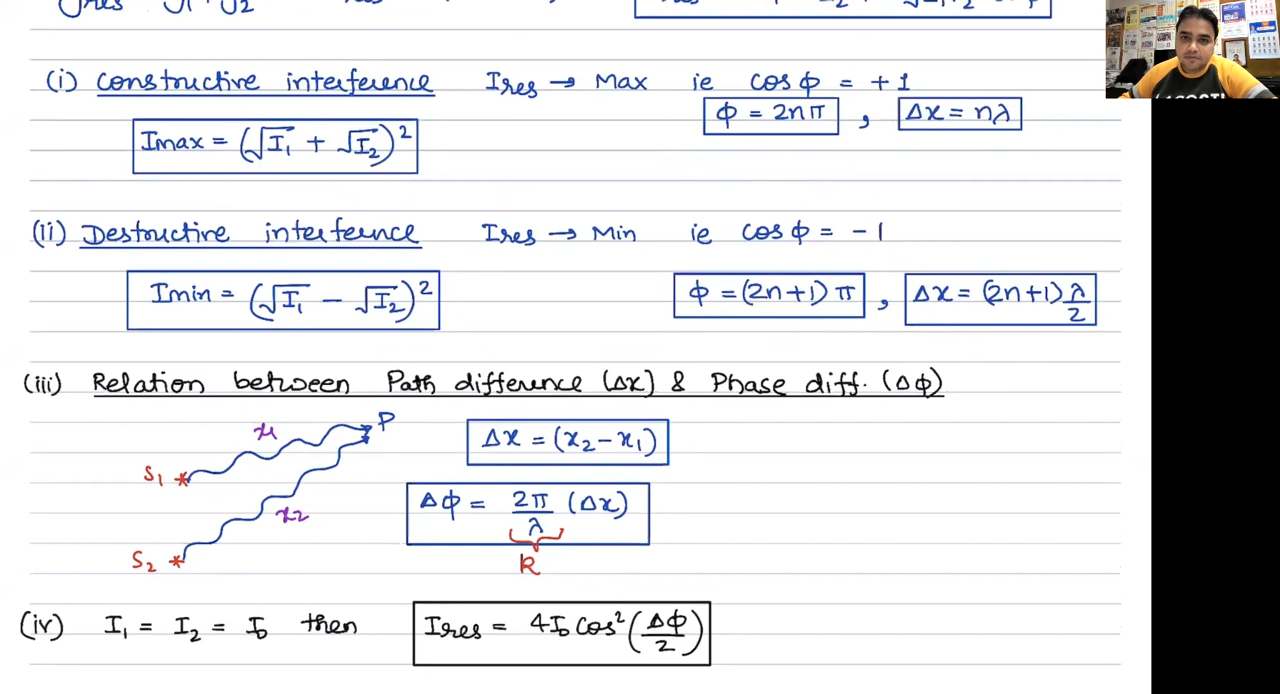 (i) Constructive interference Ires → Max ie cosϕ = +1
Imax = (√I₁ + √I₂)² ϕ = 2nπ , Δx = nλ
(ii) Destructive interfernce Ires → Min ie cosϕ = -1
Imin = (√I₁ - √I₂)² ϕ = (2n+1) π , Δx = (2n+1) λ/2
(iii) Relation between Path difference (Δx) & Phase diff. (Δϕ)
S₁ x₁ P Δx = (x₂ - x₁)
S₂ x₂ Δϕ = 2π/λ (Δx)
k
(iv) I₁ = I₂ = I₀ then Ires = 4I₀ cos² (Δϕ/2)